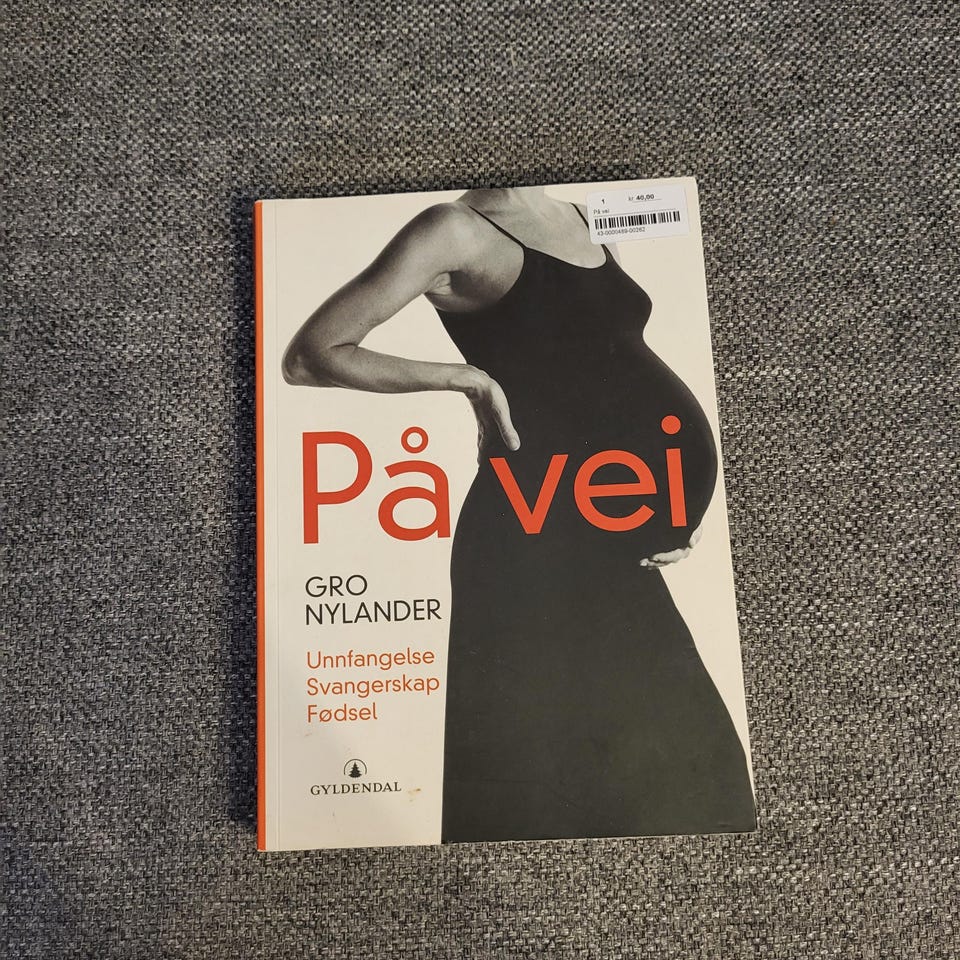 1 kr 40,00
På vei
43-0000489-00262
På vei
GRO
NYLANDER
Unnfangelse
Svangerskap
Fødsel
GYLDENDAL